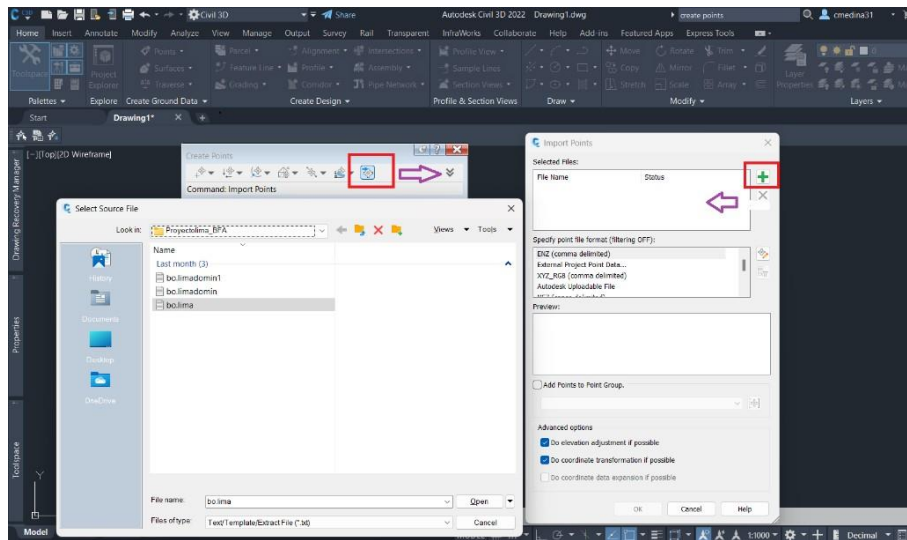 Civil 3D Share Autodesk Civil 3D 2022 Drawing1.dwg create points cmedina31
Home Insert Annotate Modify Analyze View Manage Output Survey Rail Transparent InfraWorks Collaborate Help Add-ins Featured Apps Express Tools
Toolspace Project Explorer
Points
Surfaces
Traverse
Parcel
Feature Line
Grading
Alignment
Profile
Corridor
Intersections
Assembly
Pipe Network
Profile View
Sample Lines
Section Views
Move
Copy
Stretch
Rotate
Mirror
Scale
Trim
Fillet
Array
Layer Properties
Palettes Explore Create Ground Data Create Design Profile & Section Views Draw Modify Layers
Start Drawing1*
[-][Top][2D Wireframe]
Drawing Recovery Manager
Properties
Toolspace
Create Points
Command: Import Points
Select Source File
Look in: Proyectolima_BFA Views Tools
Name
Last month (3)
bo.limadomin1
bo.limadomin
bo.lima
History
Documents
Desktop
OneDrive
File name: bo.lima Open
Files of type: Text/Template/Extract File (*.txt) Cancel
Import Points
Selected Files:
File Name Status
Specify point file format (filtering OFF):
ENZ (comma delimited)
External Project Point Data...
XYZ_RGB (comma delimited)
Autodesk Uploadable File
Preview:
Add Points to Point Group.
Advanced options
Do elevation adjustment if possible
Do coordinate transformation if possible
Do coordinate data expansion if possible
OK Cancel Help
Y
Model 1:1000 Decimal